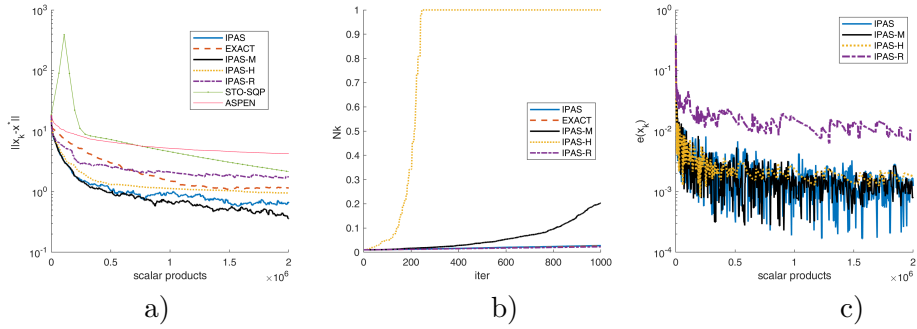 10^3
10^2
10^1
10^0
10^-1
||x_k-x^*||
0
0.5
1
1.5
2
scalar products
×10^6
IPAS
EXACT
IPAS-M
IPAS-H
IPAS-R
STO-SQP
ASPEN
a)
1
0.9
0.8
0.7
0.6
0.5
0.4
0.3
0.2
0.1
0
Nk
0
200
400
600
800
1000
iter
IPAS
EXACT
IPAS-M
IPAS-H
IPAS-R
b)
10^0
10^-1
10^-2
10^-3
10^-4
e(x_k)
0
0.5
1
1.5
2
scalar products
×10^6
IPAS
IPAS-M
IPAS-H
IPAS-R
c)